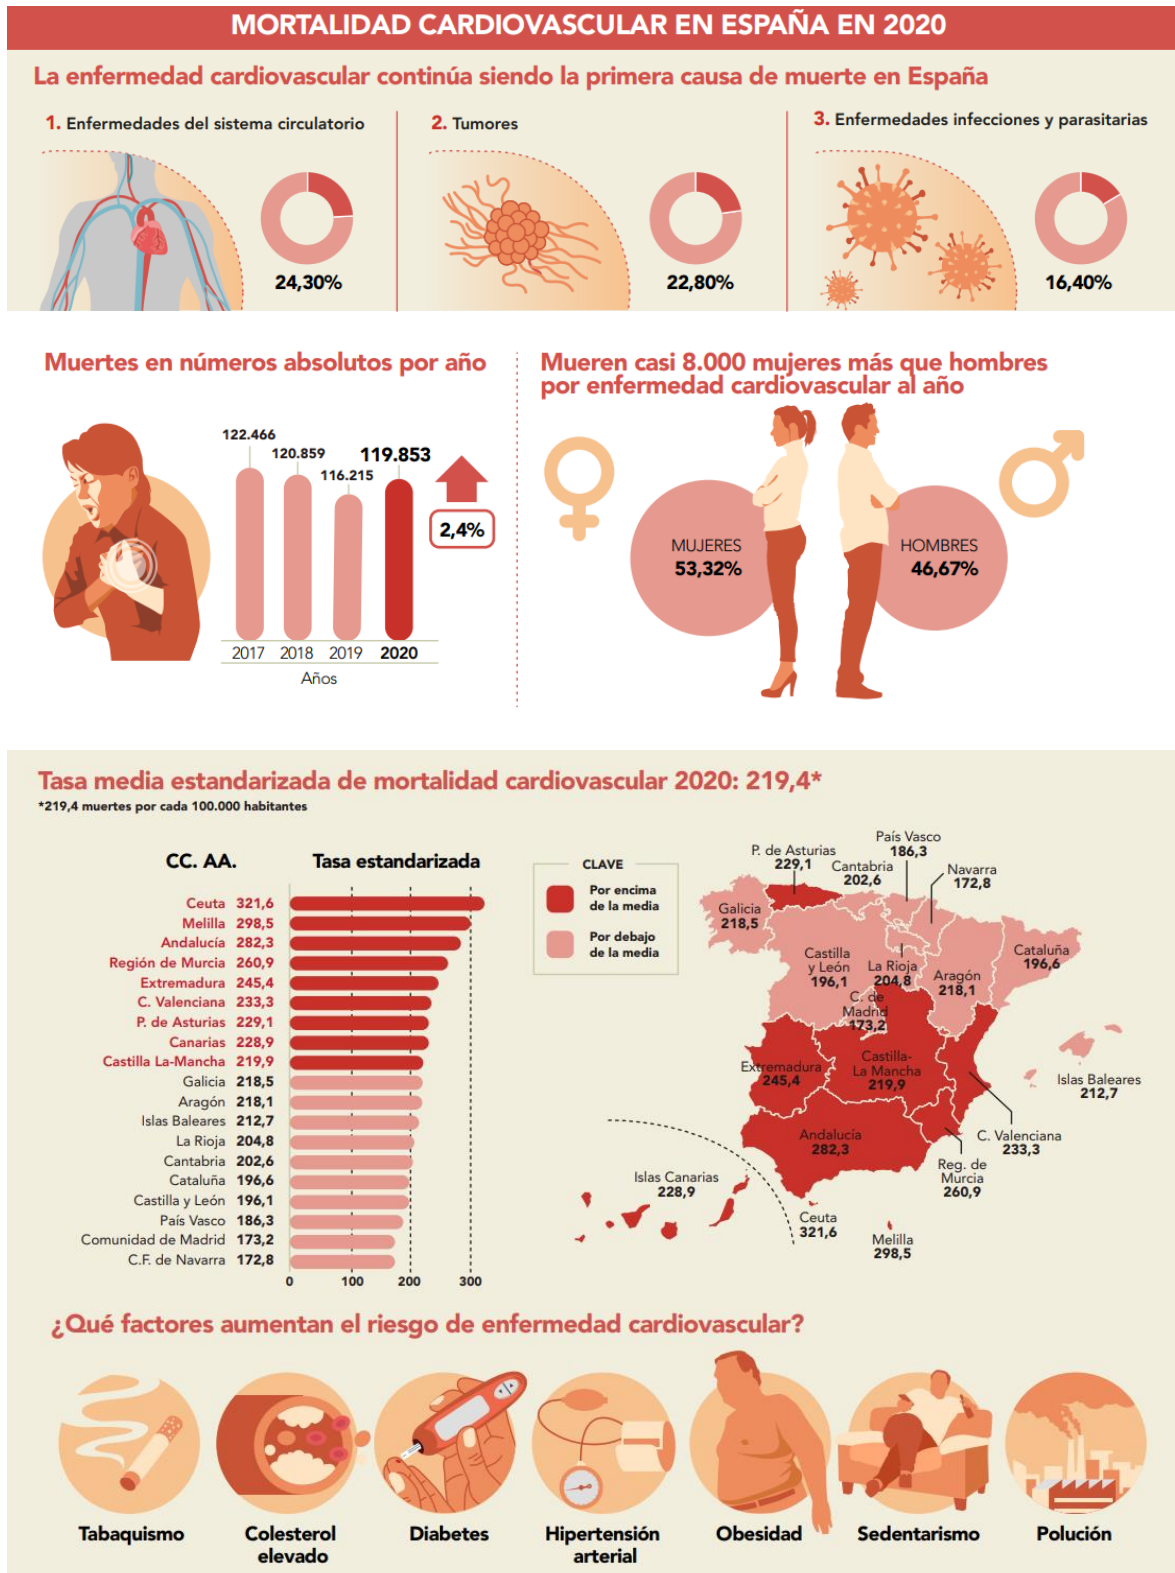 MORTALIDAD CARDIOVASCULAR EN ESPAÑA EN 2020
La enfermedad cardiovascular continúa siendo la primera causa de muerte en España
1. Enfermedades del sistema circulatorio
24,30%
2. Tumores
22,80%
3. Enfermedades infecciones y parasitarias
16,40%
Muertes en números absolutos por año
122.466
120.859
116.215
119.853
2,4%
2017 2018 2019 2020
Años
Mueren casi 8.000 mujeres más que hombres
por enfermedad cardiovascular al año
MUJERES
53,32%
HOMBRES
46,67%
Tasa media estandarizada de mortalidad cardiovascular 2020: 219,4*
*219,4 muertes por cada 100.000 habitantes
CC. AA. Tasa estandarizada
Ceuta 321,6
Melilla 298,5
Andalucía 282,3
Región de Murcia 260,9
Extremadura 245,4
C. Valenciana 233,3
P. de Asturias 229,1
Canarias 228,9
Castilla La-Mancha 219,9
Galicia 218,5
Aragón 218,1
Islas Baleares 212,7
La Rioja 204,8
Cantabria 202,6
Cataluña 196,6
Castilla y León 196,1
País Vasco 186,3
Comunidad de Madrid 173,2
C.F. de Navarra 172,8
0 100 200 300
CLAVE
Por encima
de la media
Por debajo
de la media
País Vasco
186,3
P. de Asturias
229,1
Cantabria
202,6
Navarra
172,8
Galicia
218,5
Castilla
y León
196,1
La Rioja
204,8
Aragón
218,1
Cataluña
196,6
C. de
Madrid
173,2
Extremadura
245,4
Castilla-
La Mancha
219,9
Islas Baleares
212,7
Andalucía
282,3
C. Valenciana
233,3
Reg. de
Murcia
260,9
Islas Canarias
228,9
Ceuta
321,6
Melilla
298,5
¿Qué factores aumentan el riesgo de enfermedad cardiovascular?
Tabaquismo
Colesterol
elevado
Diabetes
Hipertensión
arterial
Obesidad
Sedentarismo
Polución